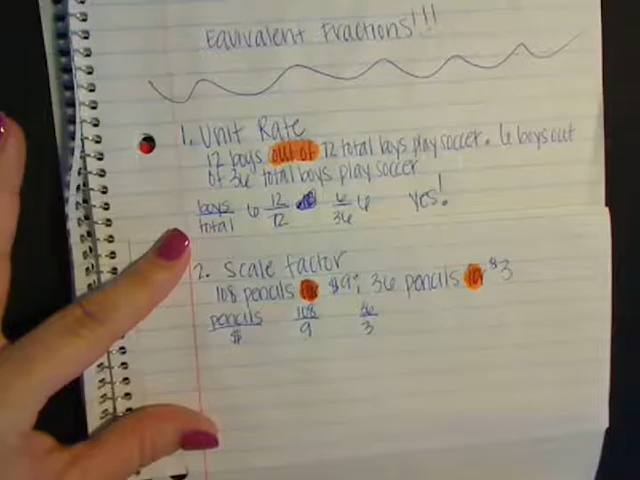 Equivalent Fractions!!!
1. Unit Rate
12 boys out of 72 total boys play soccer. 6 boys out
of 36 total boys play soccer
boys/total 6 12/72 6/36 6 yes!
2. Scale factor
108 pencils for $9; 36 pencils for $3
pencils/$ 108/9 36/3